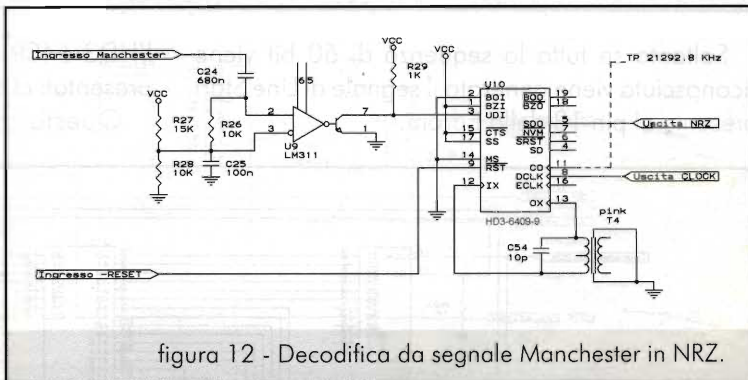 VCC
Ingresso Manchester
C24
680n
VCC
R27
15K
R26
10K
R28
10K
C25
100n
2
3
6 5
7
1
U9
LM311
R29
1K
VCC
U10
2 BOI
1 BZI
UDI
15 CTS
17 SS
14 MS
9 RST
12 IX
BOO 19
BZO 18
SDO
NVM
SRST 6
SD 4
CO 11
DCLK 8
ECLK 16
OX 13
HD3-6409-9
TP 21292.8 KHz
Uscita NRZ
Uscita CLOCK
C54
10p
pink
T4
Ingresso -RESET
figura 12 - Decodifica da segnale Manchester in NRZ.